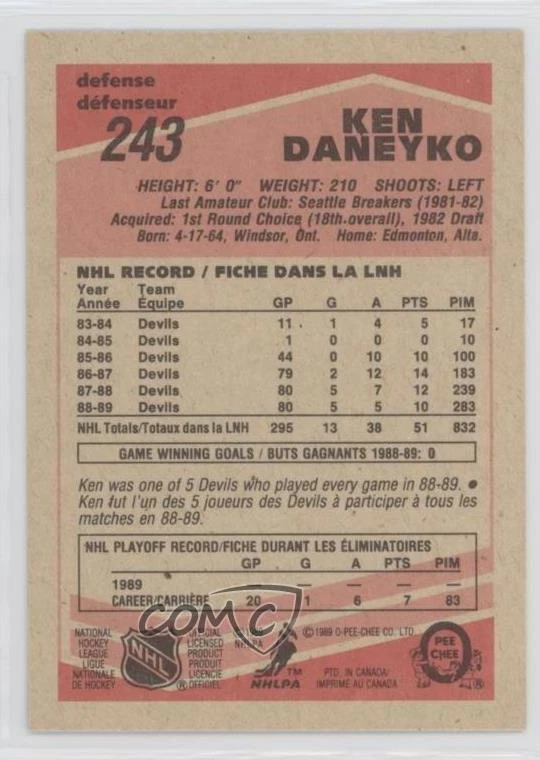 defense
défenseur
243
KEN
DANEYKO
HEIGHT: 6' 0" WEIGHT: 210 SHOOTS: LEFT
Last Amateur Club: Seattle Breakers (1981-82)
Acquired: 1st Round Choice (18th overall), 1982 Draft
Born: 4-17-64, Windsor, Ont. Home: Edmonton, Alta.
NHL RECORD / FICHE DANS LA LNH
Year Team
Année Équipe GP G A PTS PIM
83-84 Devils 11 1 4 5 17
84-85 Devils 1 0 0 0 10
85-86 Devils 44 0 10 10 100
86-87 Devils 79 2 12 14 183
87-88 Devils 80 5 7 12 239
88-89 Devils 80 5 5 10 283
NHL Totals/Totaux dans la LNH 295 13 38 51 832
GAME WINNING GOALS / BUTS GAGNANTS 1988-89: 0
Ken was one of 5 Devils who played every game in 88-89. •
Ken fut l'un des 5 joueurs des Devils à participer à tous les
matches en 88-89.
NHL PLAYOFF RECORD/FICHE DURANT LES ÉLIMINATOIRES
GP G A PTS PIM
1989 — — — — —
CAREER/CARRIÈRE 20 1 6 7 83
COMC
NATIONAL
HOCKEY
LEAGUE
LIGUE
NATIONALE
DE HOCKEY
NHL
®
OFFICIAL
LICENSED
PRODUCT
PRODUIT
LICENCIE
OFFICIEL
© 1989
NHLPA
TM
NHLPA
© 1989 O-PEE-CHEE CO. LTD.
PTD. IN CANADA/
IMPRIMÉ AU CANADA
O
PEE
CHEE
®